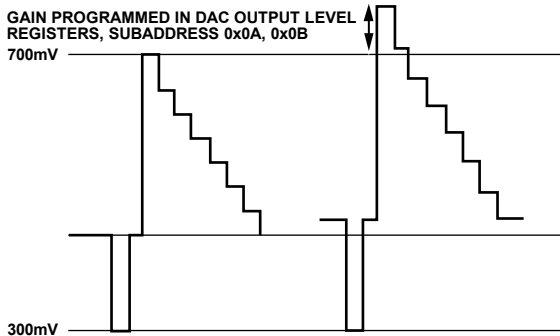 GAIN PROGRAMMED IN DAC OUTPUT LEVEL
REGISTERS, SUBADDRESS 0x0A, 0x0B
700mV
300mV